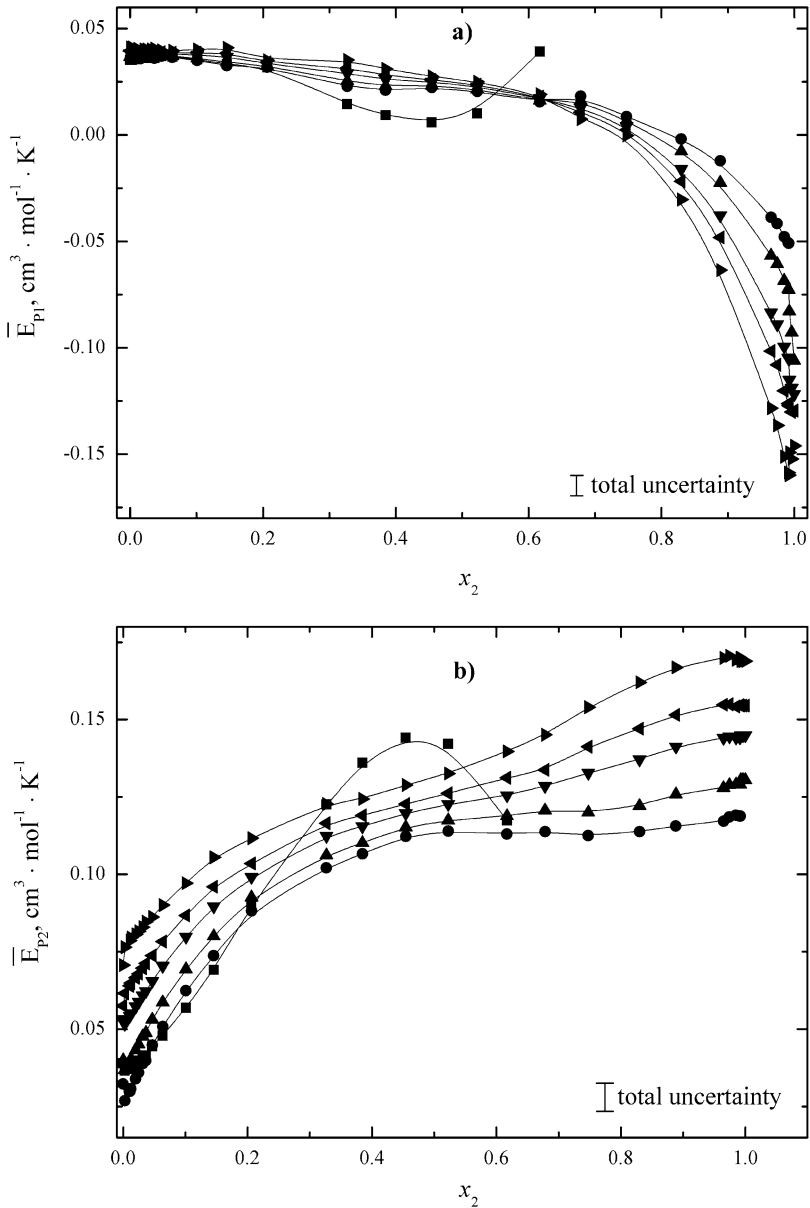 a)
0.05
0.00
-0.05
-0.10
-0.15
E̅P1, cm³ · mol⁻¹ · K⁻¹
total uncertainty
0.0 0.2 0.4 0.6 0.8 1.0
x₂
b)
0.15
0.10
0.05
E̅P2, cm³ · mol⁻¹ · K⁻¹
total uncertainty
0.0 0.2 0.4 0.6 0.8 1.0
x₂